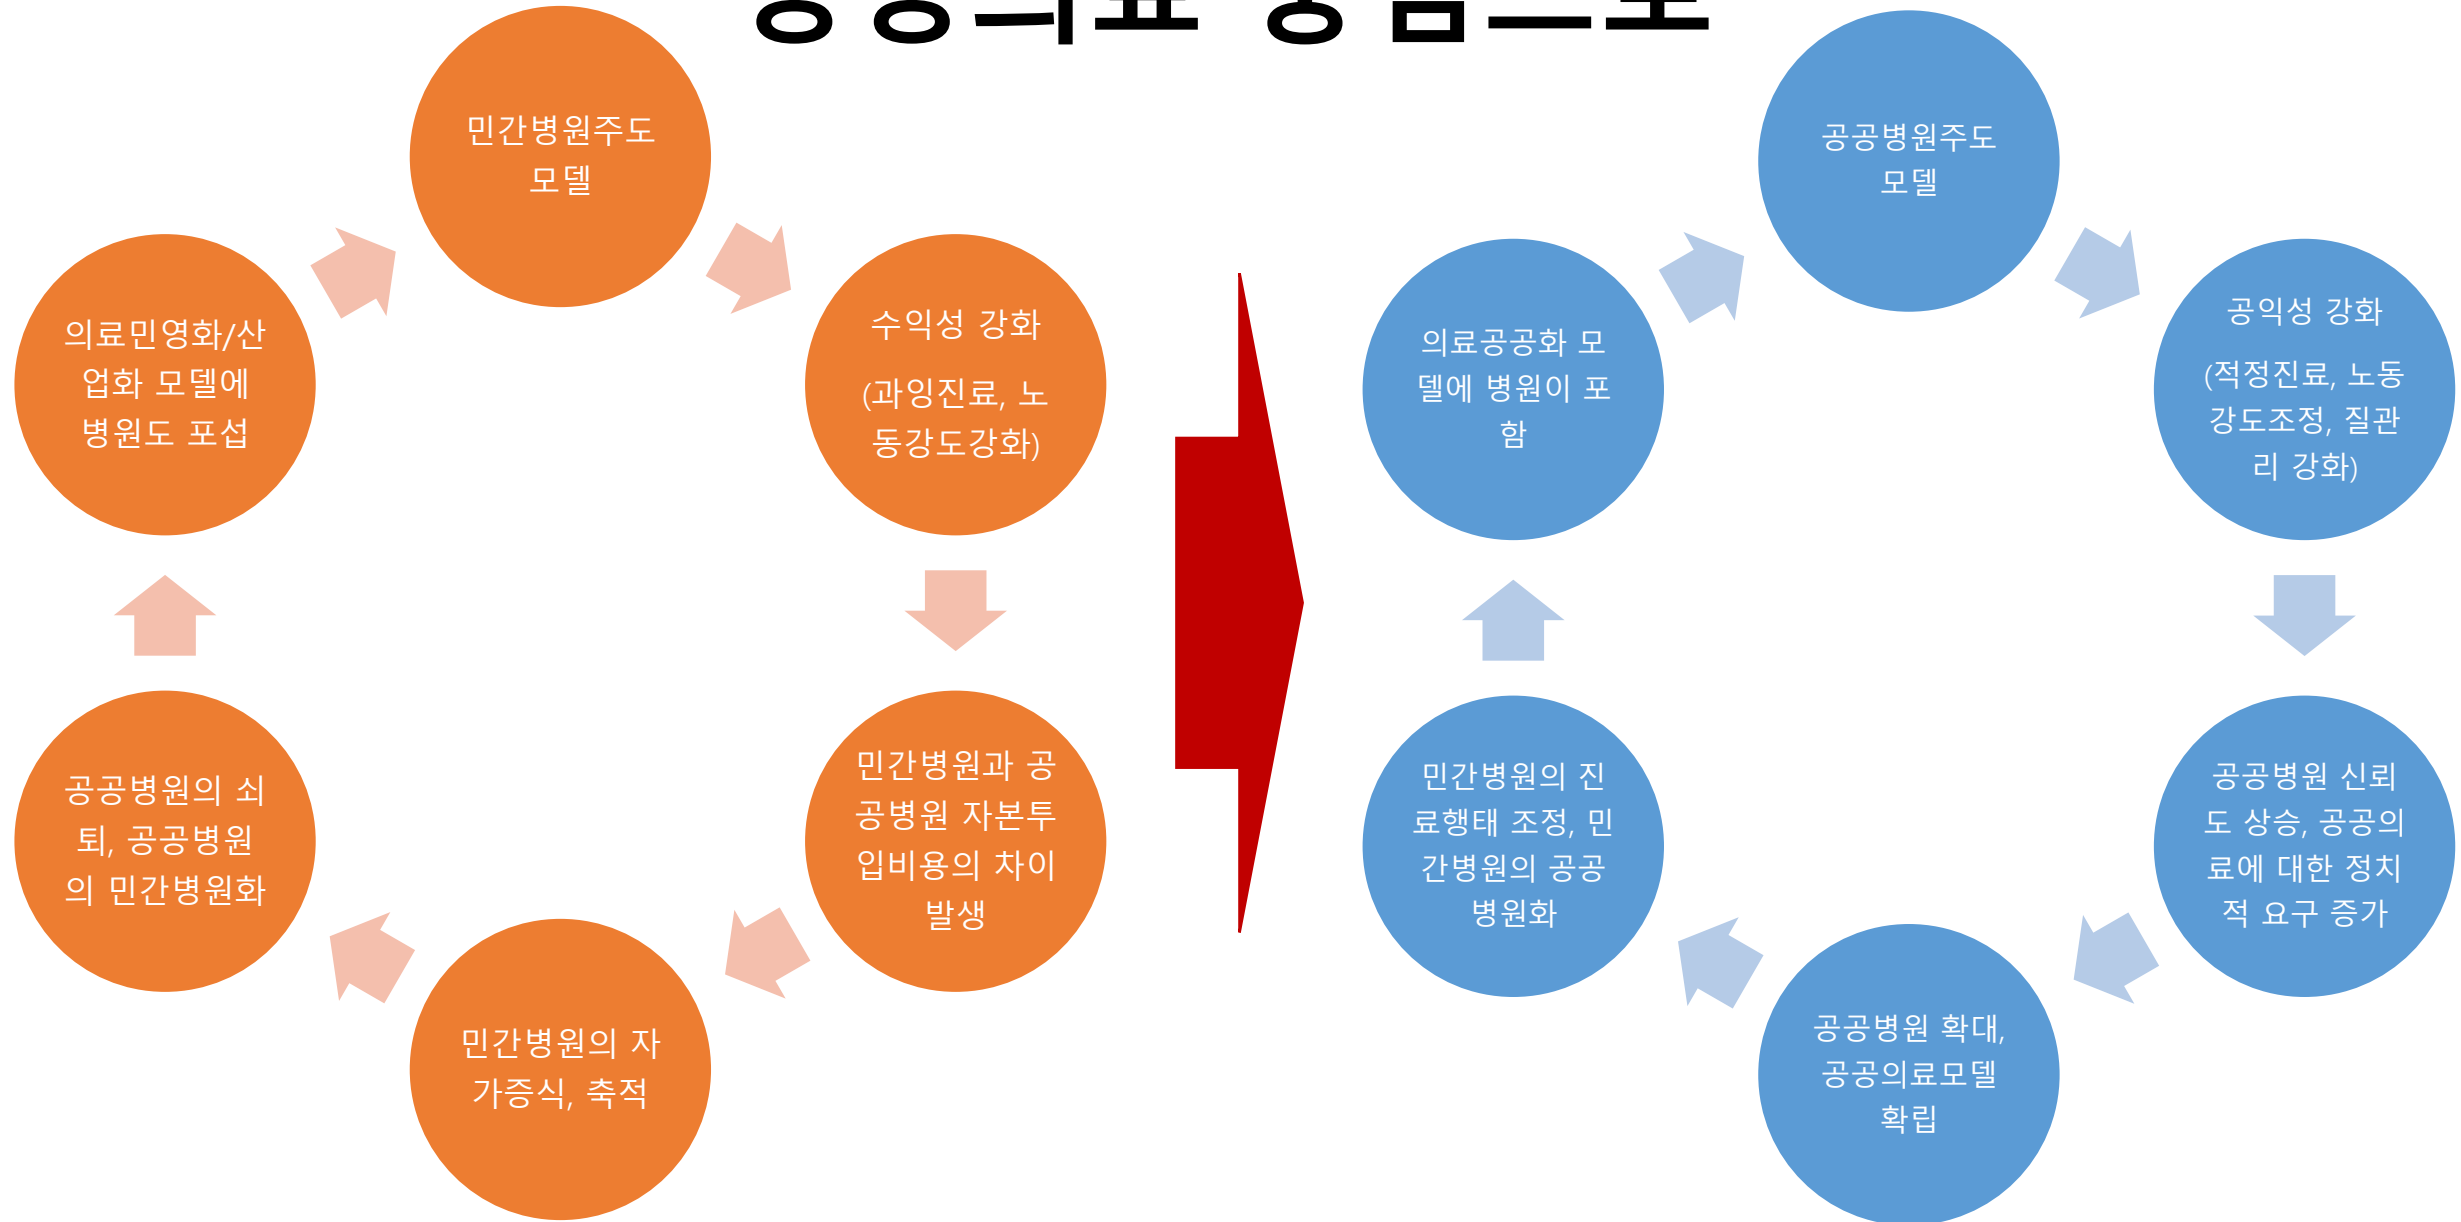 민간병원주도
모델
수익성 강화
(과잉진료, 노
동강도강화)
민간병원과 공
공병원 자본투
입비용의 차이
발생
민간병원의 자
가증식, 축적
공공병원의 쇠
퇴, 공공병원
의 민간병원화
의료민영화/산
업화 모델에
병원도 포섭
공공병원주도
모델
공익성 강화
(적정진료, 노동
강도조정, 질관
리 강화)
공공병원 신뢰
도 상승, 공공의
료에 대한 정치
적 요구 증가
공공병원 확대,
공공의료모델
확립
민간병원의 진
료행태 조정, 민
간병원의 공공
병원화
의료공공화 모
델에 병원이 포
함